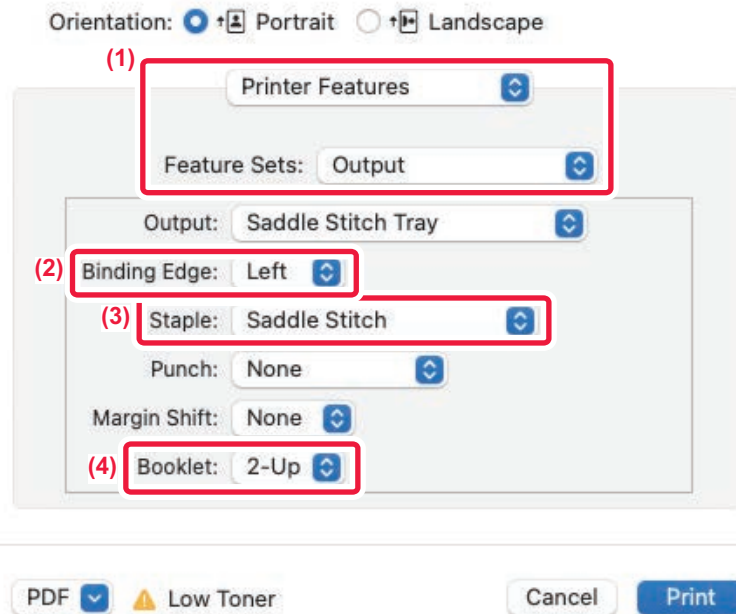 Orientation: Portrait Landscape
(1)
Printer Features
Feature Sets: Output
Output: Saddle Stitch Tray
(2) Binding Edge: Left
(3) Staple: Saddle Stitch
Punch: None
Margin Shift: None
(4) Booklet: 2-Up
PDF Low Toner Cancel Print